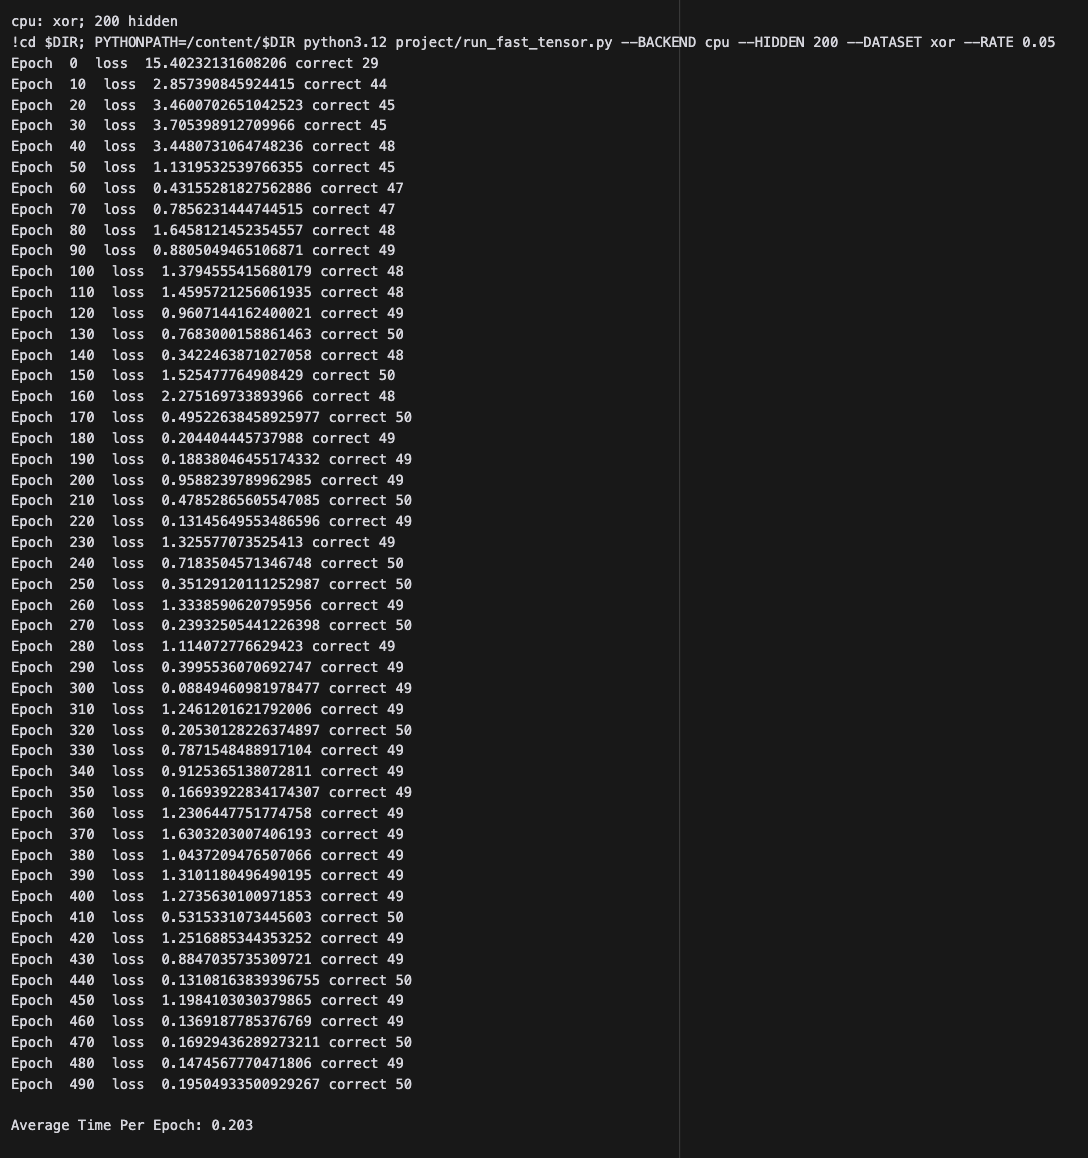 cpu: xor; 200 hidden
!cd $DIR; PYTHONPATH=/content/$DIR python3.12 project/run_fast_tensor.py --BACKEND cpu --HIDDEN 200 --DATASET xor --RATE 0.05
Epoch  0  loss  15.40232131608206 correct 29
Epoch  10  loss  2.857390845924415 correct 44
Epoch  20  loss  3.4600702651042523 correct 45
Epoch  30  loss  3.705398912709966 correct 45
Epoch  40  loss  3.4480731064748236 correct 48
Epoch  50  loss  1.1319532539766355 correct 45
Epoch  60  loss  0.43155281827562886 correct 47
Epoch  70  loss  0.7856231444744515 correct 47
Epoch  80  loss  1.6458121452354557 correct 48
Epoch  90  loss  0.8805049465106871 correct 49
Epoch  100  loss  1.3794555415680179 correct 48
Epoch  110  loss  1.4595721256061935 correct 48
Epoch  120  loss  0.9607144162400021 correct 49
Epoch  130  loss  0.7683000158861463 correct 50
Epoch  140  loss  0.3422463871027058 correct 48
Epoch  150  loss  1.525477764908429 correct 50
Epoch  160  loss  2.275169733893966 correct 48
Epoch  170  loss  0.49522638458925977 correct 50
Epoch  180  loss  0.204404445737988 correct 49
Epoch  190  loss  0.18838046455174332 correct 49
Epoch  200  loss  0.9588239789962985 correct 49
Epoch  210  loss  0.47852865605547085 correct 50
Epoch  220  loss  0.13145649553486596 correct 49
Epoch  230  loss  1.325577073525413 correct 49
Epoch  240  loss  0.7183504571346748 correct 50
Epoch  250  loss  0.35129120111252987 correct 50
Epoch  260  loss  1.3338590620795956 correct 49
Epoch  270  loss  0.23932505441226398 correct 50
Epoch  280  loss  1.114072776629423 correct 49
Epoch  290  loss  0.3995536070692747 correct 49
Epoch  300  loss  0.08849460981978477 correct 49
Epoch  310  loss  1.2461201621792006 correct 49
Epoch  320  loss  0.20530128226374897 correct 50
Epoch  330  loss  0.7871548488917104 correct 49
Epoch  340  loss  0.9125365138072811 correct 49
Epoch  350  loss  0.16693922834174307 correct 49
Epoch  360  loss  1.2306447751774758 correct 49
Epoch  370  loss  1.6303203007406193 correct 49
Epoch  380  loss  1.0437209476507066 correct 49
Epoch  390  loss  1.3101180496490195 correct 49
Epoch  400  loss  1.2735630100971853 correct 49
Epoch  410  loss  0.5315331073445603 correct 50
Epoch  420  loss  1.2516885344353252 correct 49
Epoch  430  loss  0.8847035735309721 correct 49
Epoch  440  loss  0.13108163839396755 correct 50
Epoch  450  loss  1.1984103030379865 correct 49
Epoch  460  loss  0.1369187785376769 correct 49
Epoch  470  loss  0.16929436289273211 correct 50
Epoch  480  loss  0.1474567770471806 correct 49
Epoch  490  loss  0.19504933500929267 correct 50
Average Time Per Epoch: 0.203